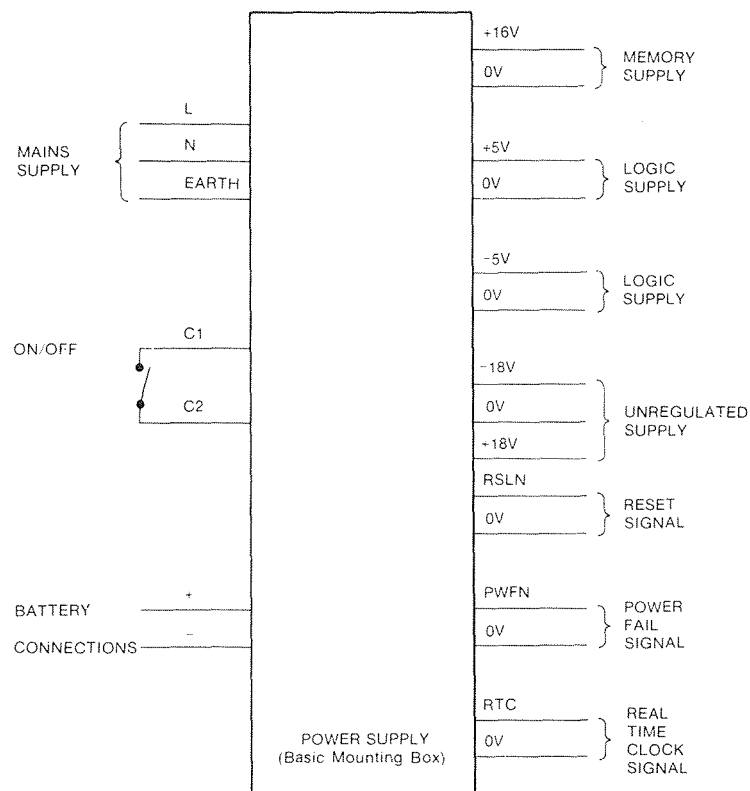 +16V
0V
MEMORY
SUPPLY
L
N
EARTH
MAINS
SUPPLY
+5V
0V
LOGIC
SUPPLY
-5V
0V
LOGIC
SUPPLY
ON/OFF
C1
C2
-18V
0V
+18V
UNREGULATED
SUPPLY
RSLN
0V
RESET
SIGNAL
BATTERY
CONNECTIONS
+
-
PWFN
0V
POWER
FAIL
SIGNAL
RTC
0V
REAL
TIME
CLOCK
SIGNAL
POWER SUPPLY
(Basic Mounting Box)